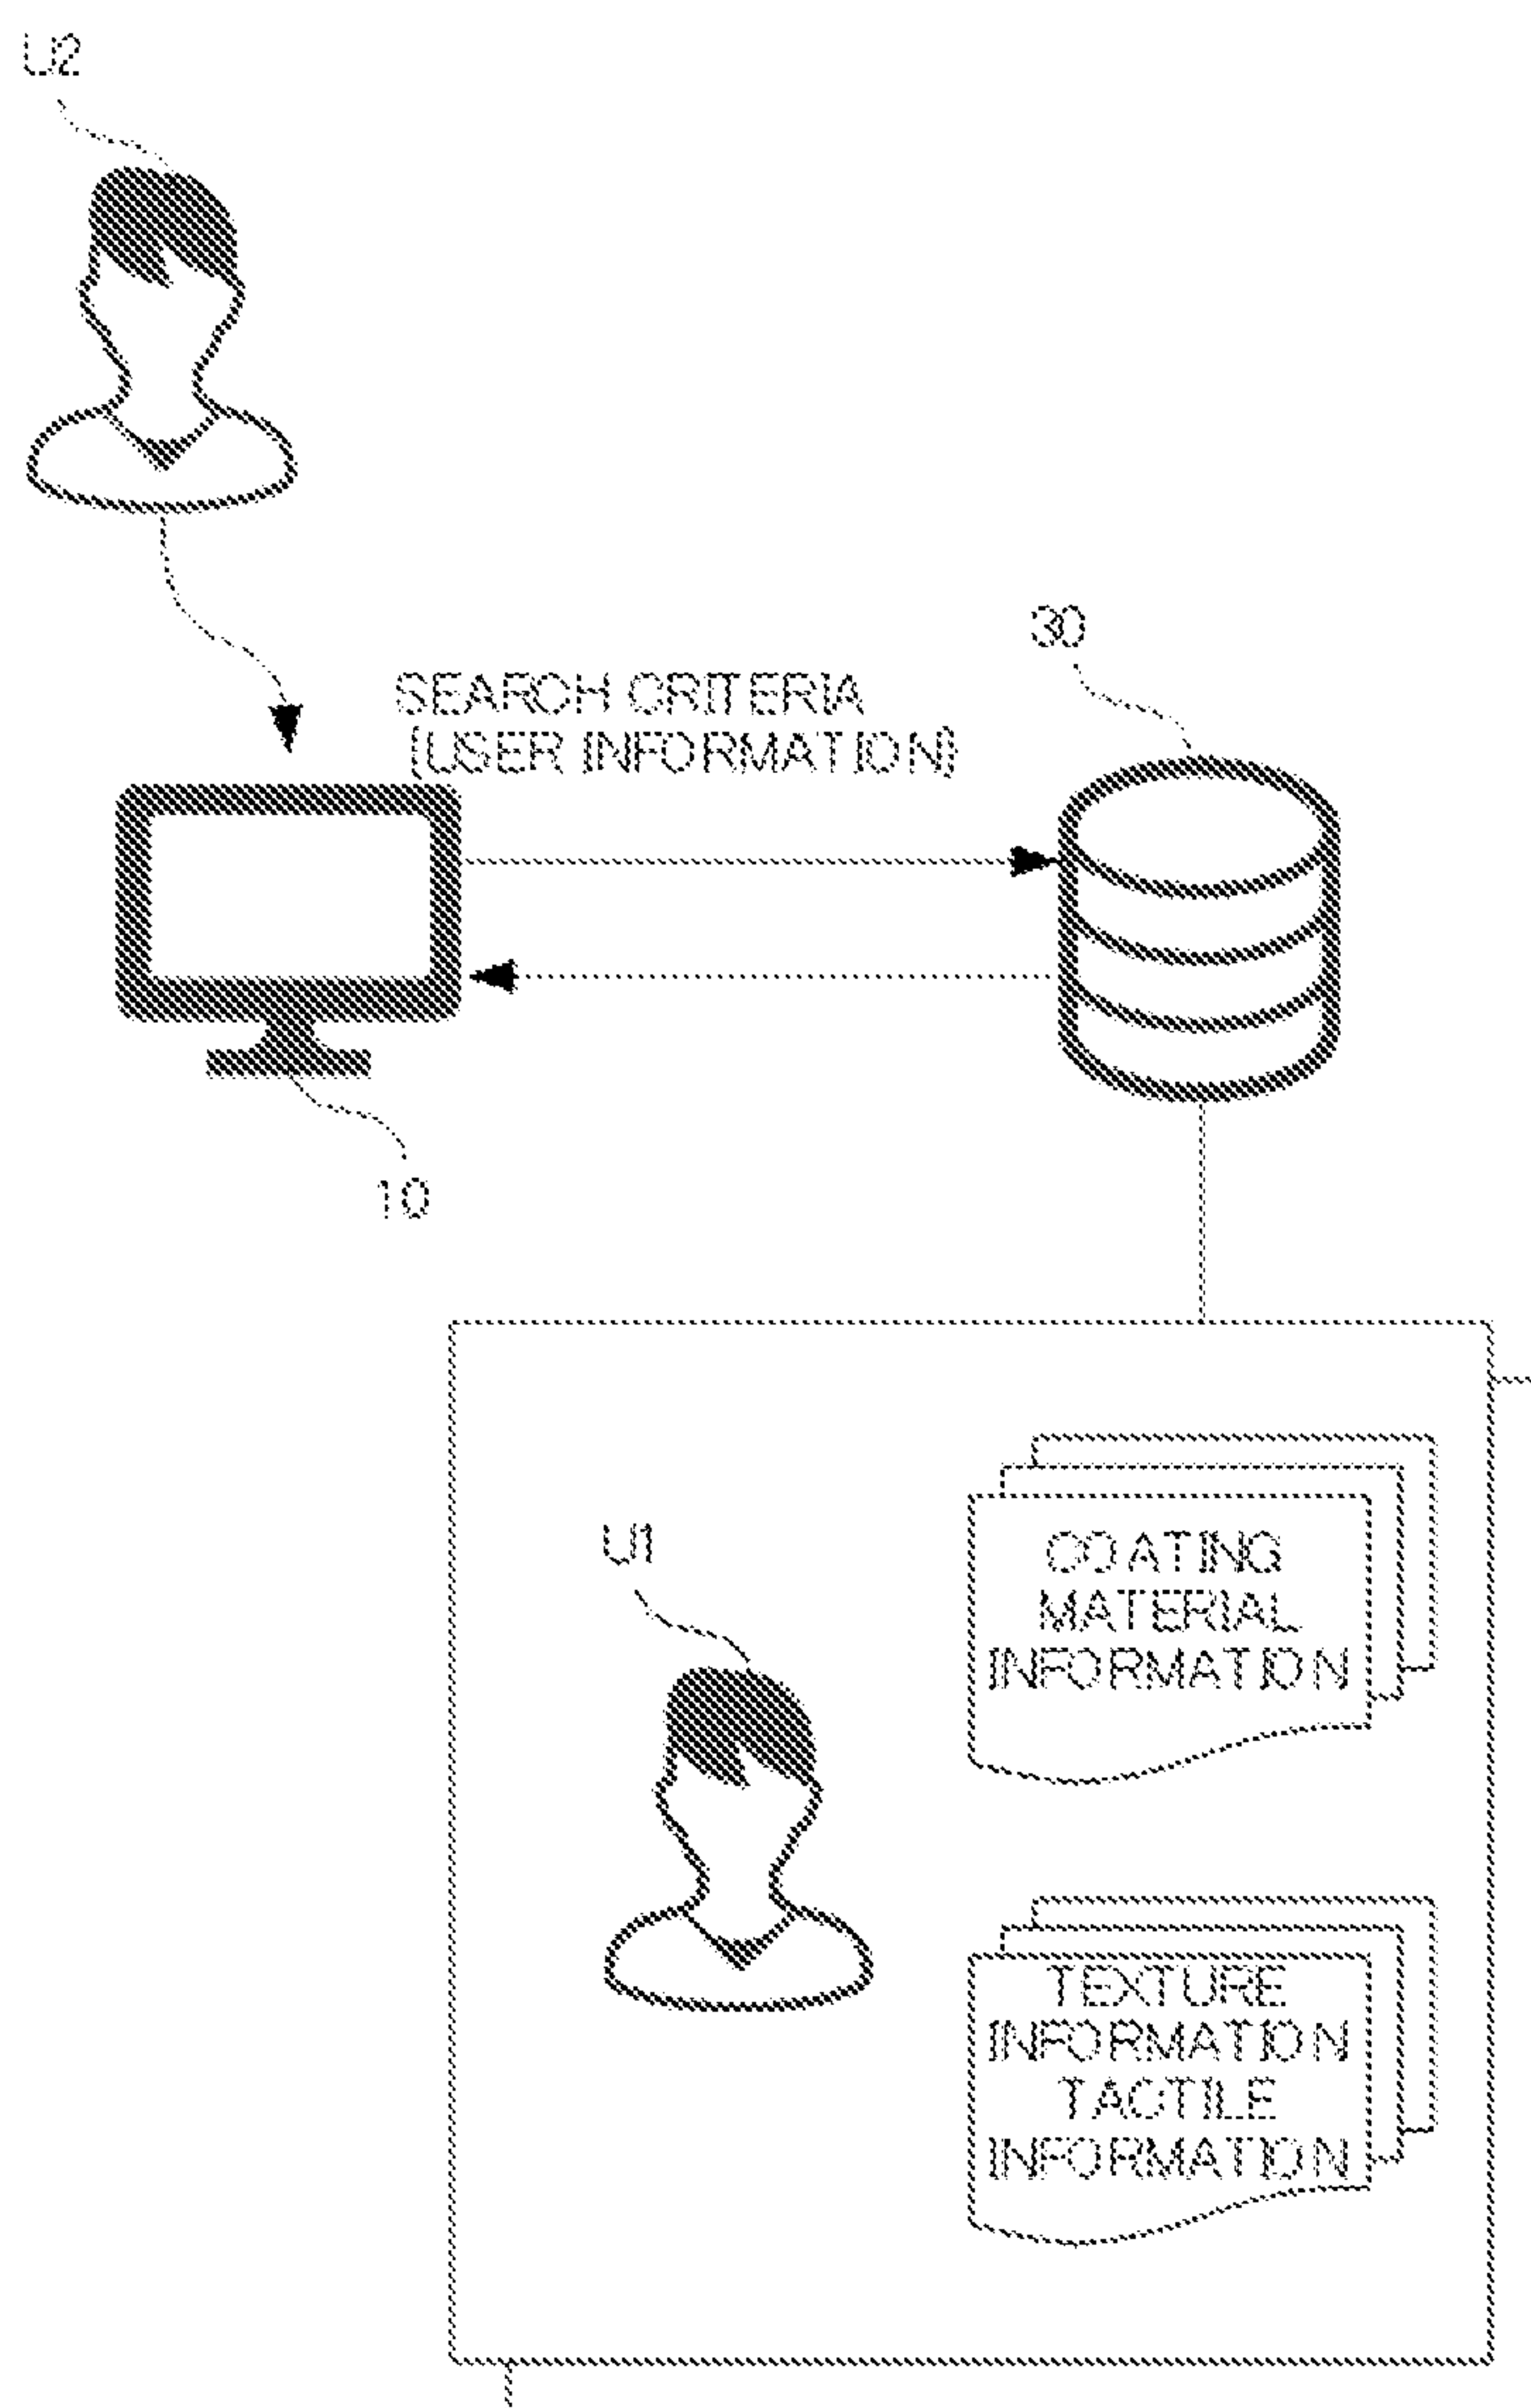 U2
30
SEARCH CRITERIA
(USER INFORMATION)
10
U1
COATING
MATERIAL
INFORMATION
TEXTURE
INFORMATION
TACTILE
INFORMATION